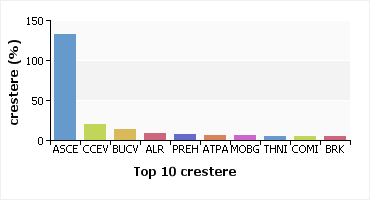 150
100
50
0
crestere (%)
ASCE CCEV BUCV ALR PREH ATPA MOBG THNI COMI BRK
Top 10 crestere